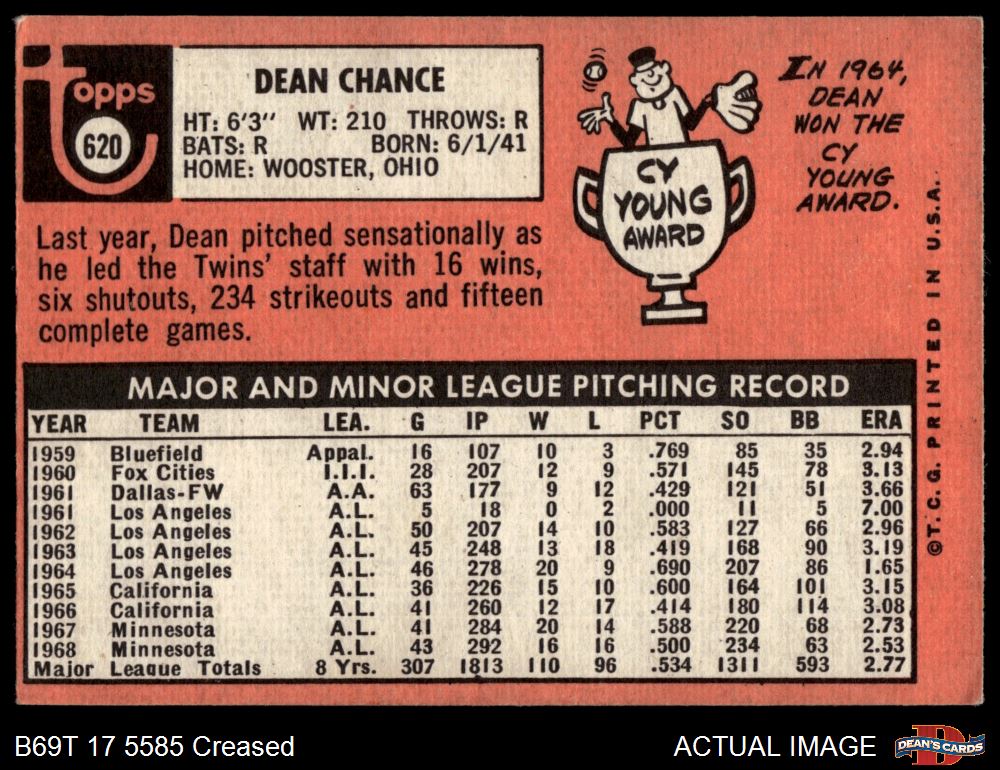 Topps
620
DEAN CHANCE
HT: 6'3" WT: 210 THROWS: R
BATS: R BORN: 6/1/41
HOME: WOOSTER, OHIO
CY
YOUNG
AWARD
IN 1964,
DEAN
WON THE
CY
YOUNG
AWARD.
Last year, Dean pitched sensationally as
he led the Twins' staff with 16 wins,
six shutouts, 234 strikeouts and fifteen
complete games.
MAJOR AND MINOR LEAGUE PITCHING RECORD
YEAR TEAM LEA. G IP W L PCT SO BB ERA
1959 Bluefield Appal. 16 107 10 3 .769 85 35 2.94
1960 Fox Cities I.I.I. 28 207 12 9 .571 145 78 3.13
1961 Dallas-FW A.A. 63 177 9 12 .429 121 51 3.66
1961 Los Angeles A.L. 5 18 0 2 .000 11 5 7.00
1962 Los Angeles A.L. 50 207 14 10 .583 127 66 2.96
1963 Los Angeles A.L. 45 248 13 18 .419 168 90 3.19
1964 Los Angeles A.L. 46 278 20 9 .690 207 86 1.65
1965 California A.L. 36 226 15 10 .600 164 101 3.15
1966 California A.L. 41 260 12 17 .414 180 114 3.08
1967 Minnesota A.L. 41 284 20 14 .588 220 68 2.73
1968 Minnesota A.L. 43 292 16 16 .500 234 63 2.53
Major League Totals 8 Yrs. 307 1813 110 96 .534 1311 593 2.77
©T.C.G. PRINTED IN U.S.A.
B69T 17 5585 Creased
ACTUAL IMAGE
DEAN'S CARDS